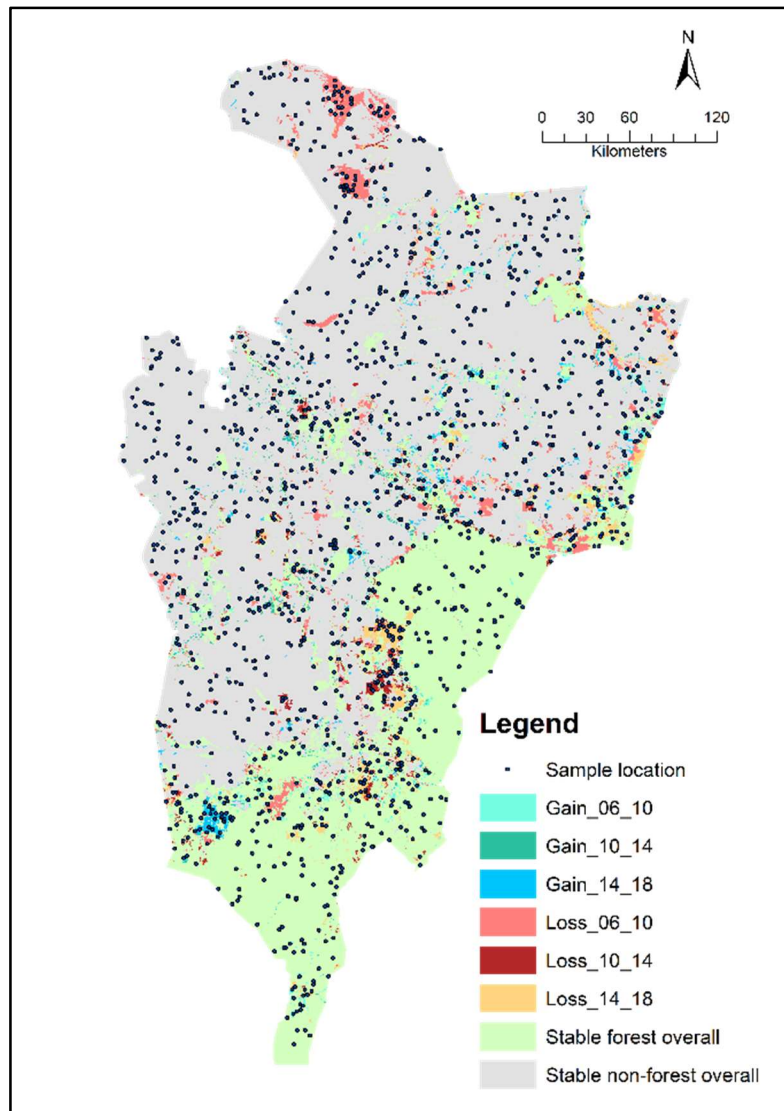 N
0 30 60 120
Kilometers
Legend
Sample location
Gain_06_10
Gain_10_14
Gain_14_18
Loss_06_10
Loss_10_14
Loss_14_18
Stable forest overall
Stable non-forest overall